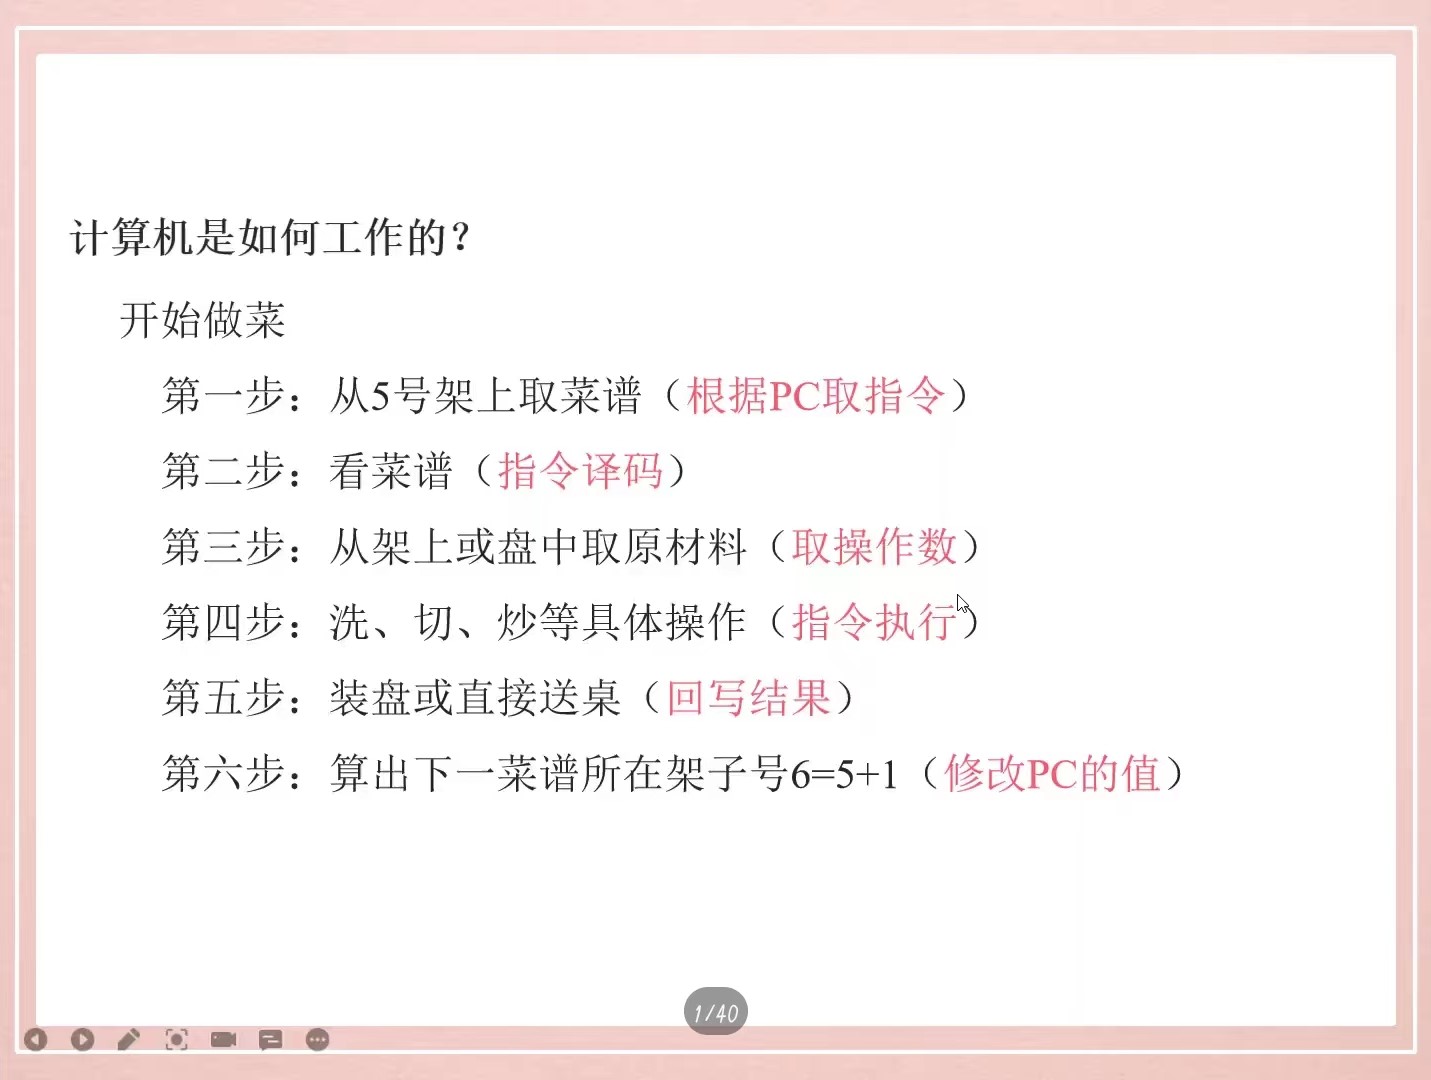 计算机是如何工作的？
开始做菜
第一步：从5号架上取菜谱（根据PC取指令）
第二步：看菜谱（指令译码）
第三步：从架上或盘中取原材料（取操作数）
第四步：洗、切、炒等具体操作（指令执行）
第五步：装盘或直接送桌（回写结果）
第六步：算出下一菜谱所在架子号6=5+1（修改PC的值）
1/40